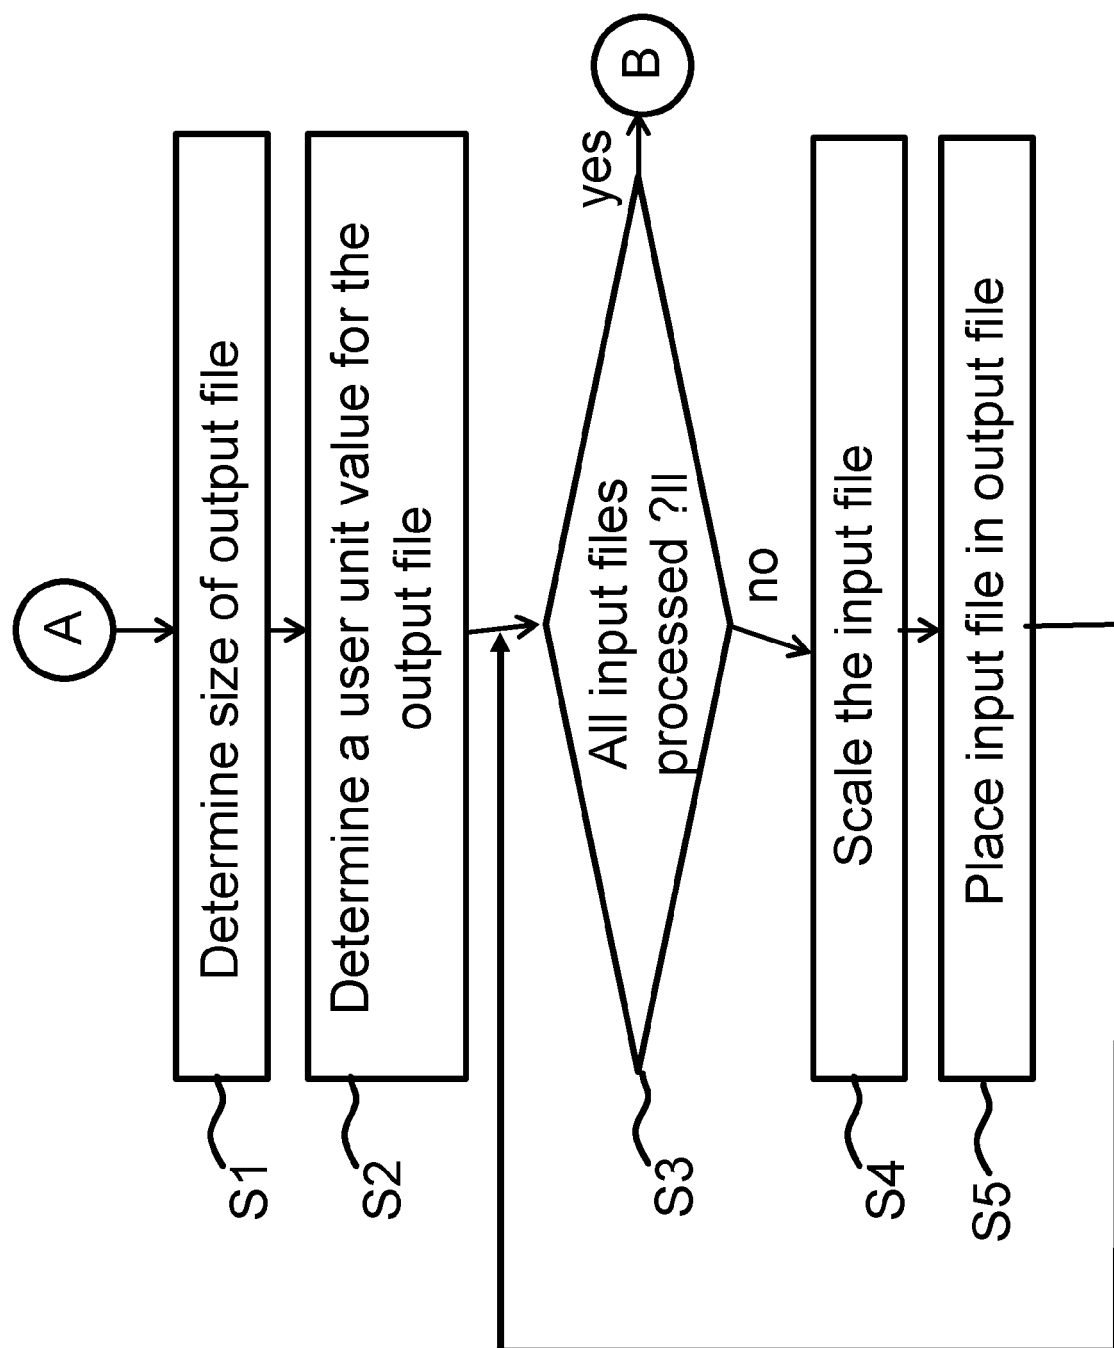 A
Determine size of output file
S1
Determine a user unit value for the
output file
S2
All input files
processed ?ll
S3
yes
B
no
Scale the input file
S4
Place input file in output file
S5